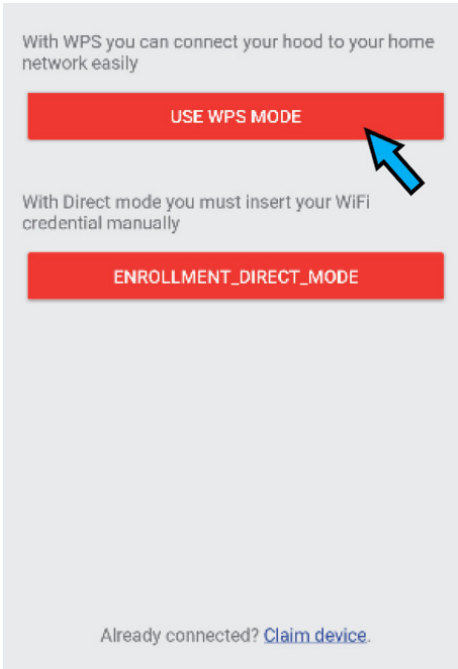 With WPS you can connect your hood to your home
network easily
USE WPS MODE
With Direct mode you must insert your WiFi
credential manually
ENROLLMENT_DIRECT_MODE
Already connected? Claim device.